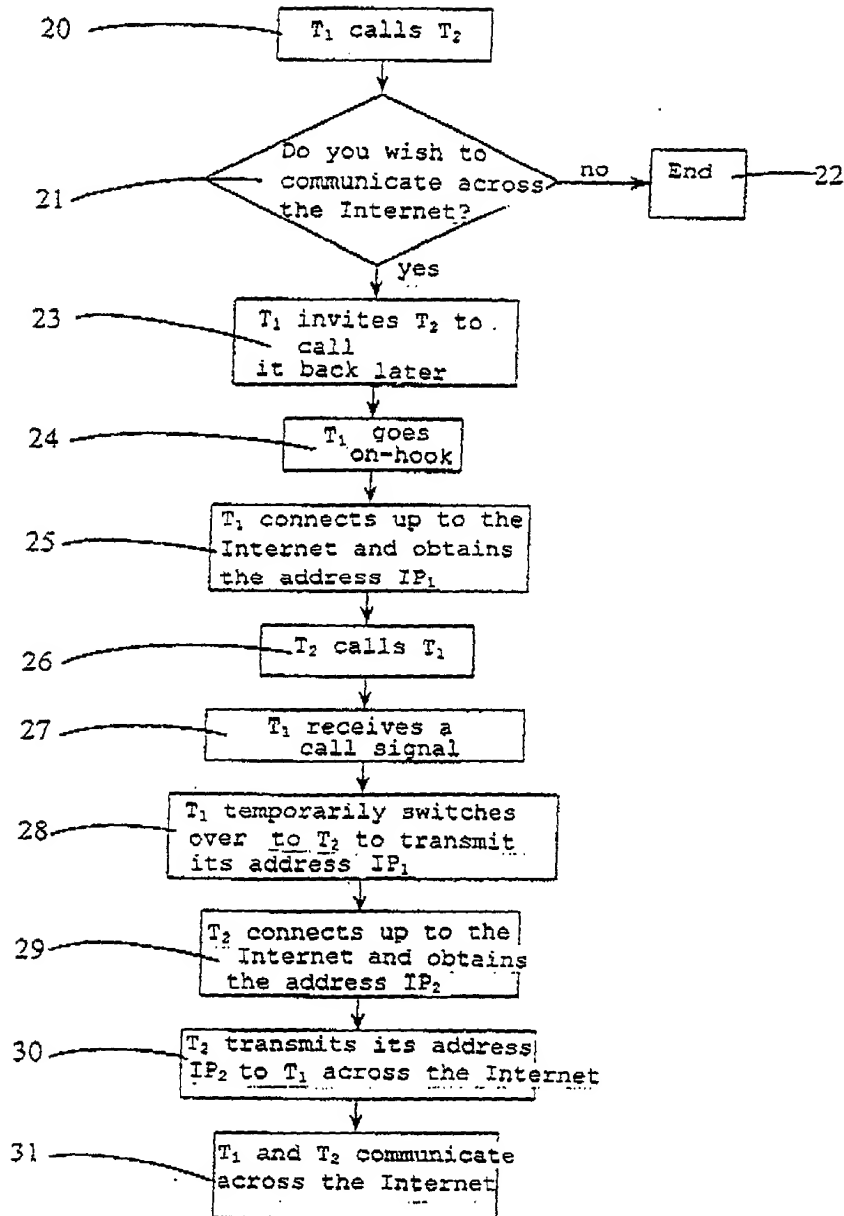 20
T₁ calls T₂
Do you wish to
communicate across
the Internet?
21
no
End
22
yes
23
T₁ invites T₂ to
call
it back later
24
T₁ goes
on-hook
25
T₁ connects up to the
Internet and obtains
the address IP₁
26
T₂ calls T₁
27
T₁ receives a
call signal
28
T₁ temporarily switches
over to T₂ to transmit
its address IP₁
29
T₂ connects up to the
Internet and obtains
the address IP₂
30
T₂ transmits its address
IP₂ to T₁ across the Internet
31
T₁ and T₂ communicate
across the Internet